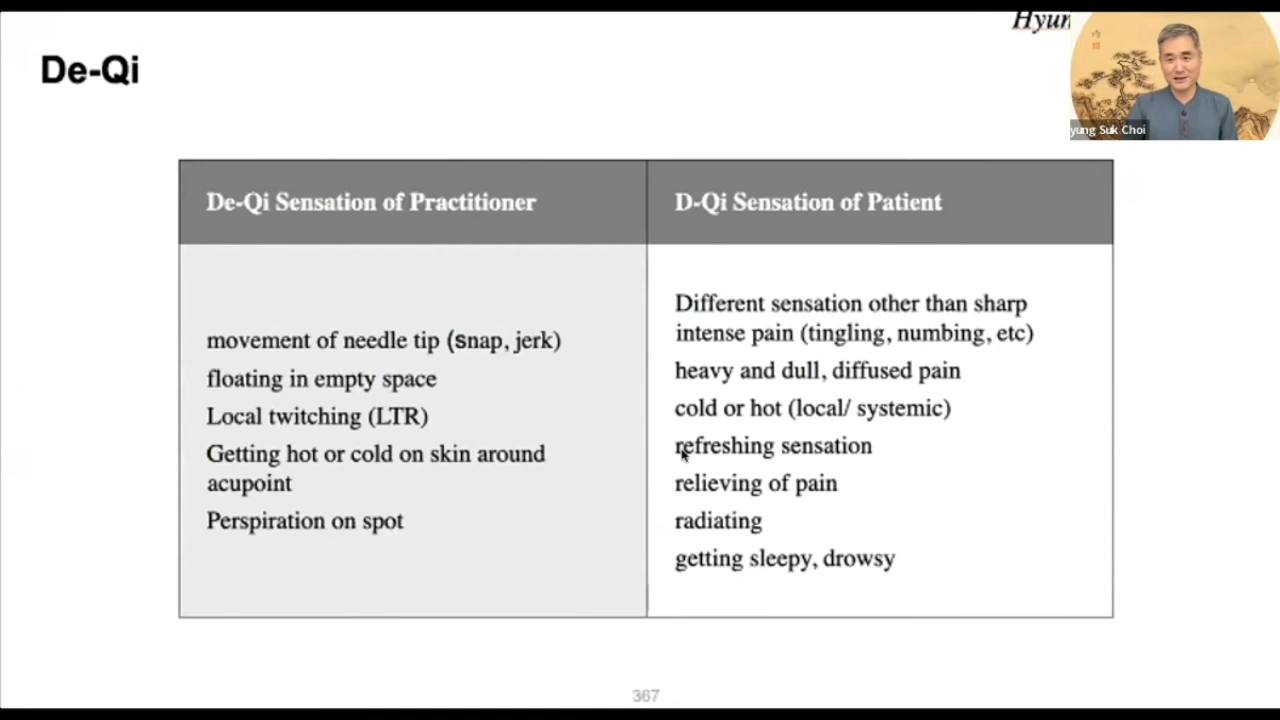 Hyun
De-Qi
yung Suk Choi
De-Qi Sensation of Practitioner
D-Qi Sensation of Patient
movement of needle tip (snap, jerk)
floating in empty space
Local twitching (LTR)
Getting hot or cold on skin around
acupoint
Perspiration on spot
Different sensation other than sharp
intense pain (tingling, numbing, etc)
heavy and dull, diffused pain
cold or hot (local/ systemic)
refreshing sensation
relieving of pain
radiating
getting sleepy, drowsy
367